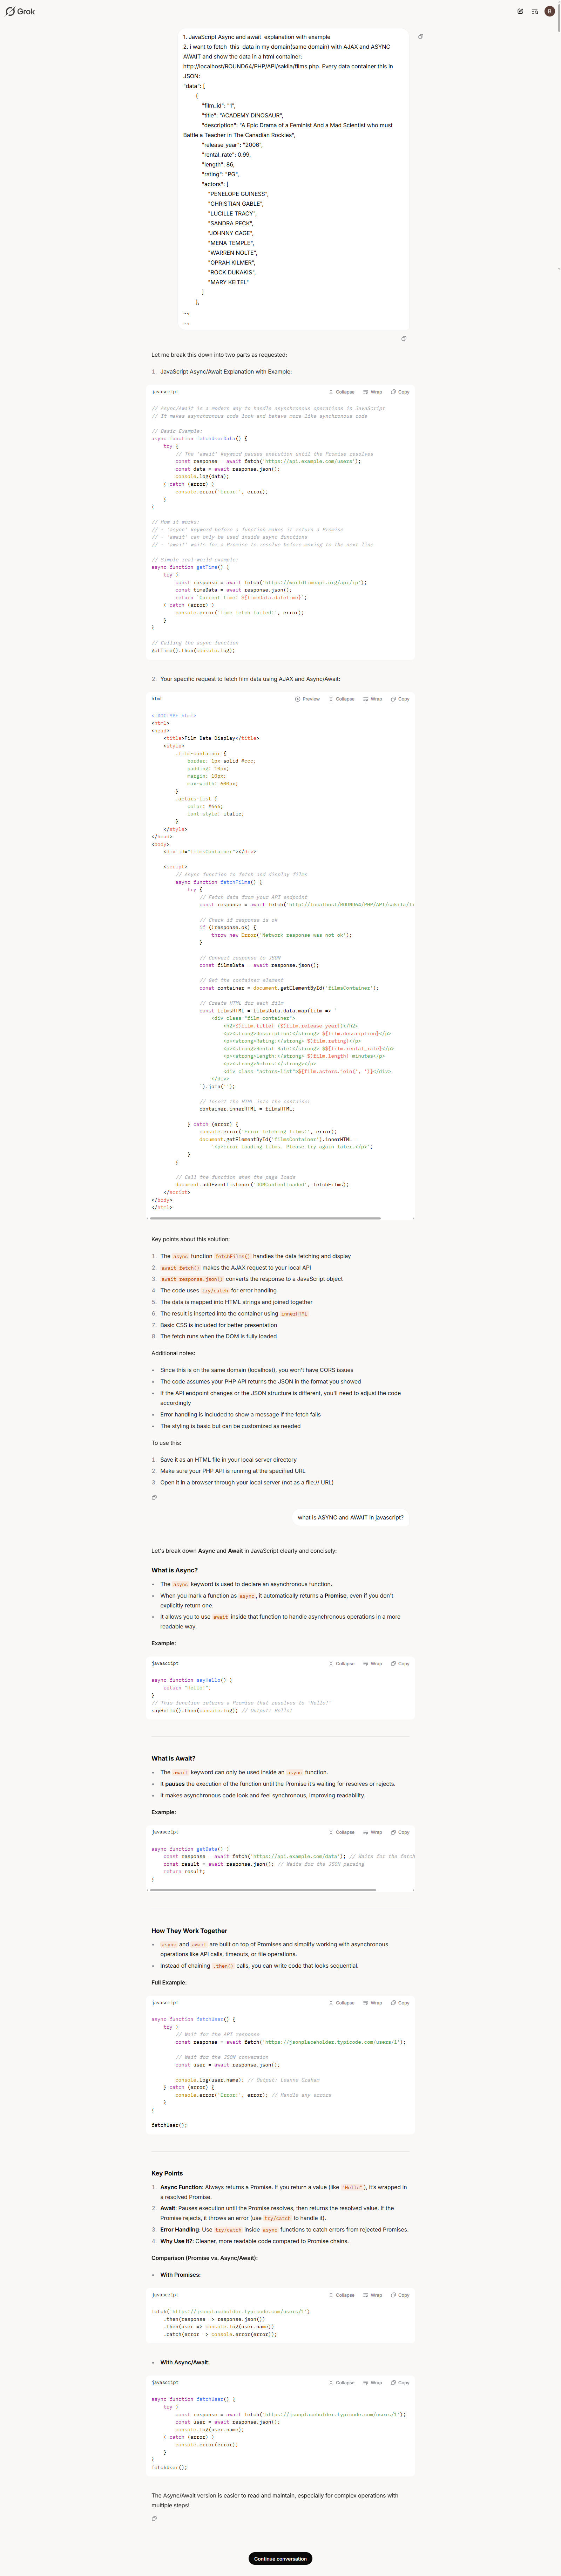 Grok
B
1. JavaScript Async and await  explanation with example
2. i want to fetch  this  data in my domain(same domain) with AJAX and ASYNC
AWAIT and show the data in a html container:
http://localhost/ROUND64/PHP/API/sakila/films.php. Every data container this in
JSON:
"data": [
{
"film_id": "1",
"title": "ACADEMY DINOSAUR",
"description": "A Epic Drama of a Feminist And a Mad Scientist who must
Battle a Teacher in The Canadian Rockies",
"release_year": "2006",
"rental_rate": 0.99,
"length": 86,
"rating": "PG",
"actors": [
"PENELOPE GUINESS",
"CHRISTIAN GABLE",
"LUCILLE TRACY",
"SANDRA PECK",
"JOHNNY CAGE",
"MENA TEMPLE",
"WARREN NOLTE",
"OPRAH KILMER",
"ROCK DUKAKIS",
"MARY KEITEL"
]
},
Let me break this down into two parts as requested:
1. JavaScript Async/Await Explanation with Example:
javascript Collapse Wrap Copy
// Async/Await is a modern way to handle asynchronous operations in JavaScript
// It makes asynchronous code look and behave more like synchronous code
// Basic Example:
async function fetchUserData() {
try {
// The 'await' keyword pauses execution until the Promise resolves
const response = await fetch('https://api.example.com/users');
const data = await response.json();
console.log(data);
} catch (error) {
console.error('Error:', error);
}
}
// How it works:
// - 'async' keyword before a function makes it return a Promise
// - 'await' can only be used inside async functions
// - 'await' waits for a Promise to resolve before moving to the next line
// Simple real-world example:
async function getTime() {
try {
const response = await fetch('https://worldtimeapi.org/api/ip');
const timeData = await response.json();
return `Current time: ${timeData.datetime}`;
} catch (error) {
console.error('Time fetch failed:', error);
}
}
// Calling the async function
getTime().then(console.log);
2. Your specific request to fetch film data using AJAX and Async/Await:
html Preview Collapse Wrap Copy
<!DOCTYPE html>
<html>
<head>
<title>Film Data Display</title>
<style>
.film-container {
border: 1px solid #ccc;
padding: 10px;
margin: 10px;
max-width: 600px;
}
.actors-list {
color: #666;
font-style: italic;
}
</style>
</head>
<body>
<div id="filmsContainer"></div>
<script>
// Async function to fetch and display films
async function fetchFilms() {
try {
// Fetch data from your API endpoint
const response = await fetch('http://localhost/ROUND64/PHP/API/sakila/fi
// Check if response is ok
if (!response.ok) {
throw new Error('Network response was not ok');
}
// Convert response to JSON
const filmsData = await response.json();
// Get the container element
const container = document.getElementById('filmsContainer');
// Create HTML for each film
const filmsHTML = filmsData.data.map(film => `
<div class="film-container">
<h2>${film.title} (${film.release_year})</h2>
<p><strong>Description:</strong> ${film.description}</p>
<p><strong>Rating:</strong> ${film.rating}</p>
<p><strong>Rental Rate:</strong> $${film.rental_rate}</p>
<p><strong>Length:</strong> ${film.length} minutes</p>
<p><strong>Actors:</strong></p>
<div class="actors-list">${film.actors.join(', ')}</div>
</div>
`).join('');
// Insert the HTML into the container
container.innerHTML = filmsHTML;
} catch (error) {
console.error('Error fetching films:', error);
document.getElementById('filmsContainer').innerHTML =
'<p>Error loading films. Please try again later.</p>';
}
}
// Call the function when the page loads
document.addEventListener('DOMContentLoaded', fetchFilms);
</script>
</body>
</html>
Key points about this solution:
1. The async function fetchFilms() handles the data fetching and display
2. await fetch() makes the AJAX request to your local API
3. await response.json() converts the response to a JavaScript object
4. The code uses try/catch for error handling
5. The data is mapped into HTML strings and joined together
6. The result is inserted into the container using innerHTML
7. Basic CSS is included for better presentation
8. The fetch runs when the DOM is fully loaded
Additional notes:
• Since this is on the same domain (localhost), you won't have CORS issues
• The code assumes your PHP API returns the JSON in the format you showed
• If the API endpoint changes or the JSON structure is different, you'll need to adjust the code
accordingly
• Error handling is included to show a message if the fetch fails
• The styling is basic but can be customized as needed
To use this:
1. Save it as an HTML file in your local server directory
2. Make sure your PHP API is running at the specified URL
3. Open it in a browser through your local server (not as a file:// URL)
what is ASYNC and AWAIT in javascript?
Let's break down Async and Await in JavaScript clearly and concisely:
What is Async?
• The async keyword is used to declare an asynchronous function.
• When you mark a function as async, it automatically returns a Promise, even if you don't
explicitly return one.
• It allows you to use await inside that function to handle asynchronous operations in a more
readable way.
Example:
javascript Collapse Wrap Copy
async function sayHello() {
return "Hello!";
}
// This function returns a Promise that resolves to "Hello!"
sayHello().then(console.log); // Output: Hello!
What is Await?
• The await keyword can only be used inside an async function.
• It pauses the execution of the function until the Promise it's waiting for resolves or rejects.
• It makes asynchronous code look and feel synchronous, improving readability.
Example:
javascript Collapse Wrap Copy
async function getData() {
const response = await fetch('https://api.example.com/data'); // Waits for the fetch
const result = await response.json(); // Waits for the JSON parsing
return result;
}
How They Work Together
• async and await are built on top of Promises and simplify working with asynchronous
operations like API calls, timeouts, or file operations.
• Instead of chaining .then() calls, you can write code that looks sequential.
Full Example:
javascript Collapse Wrap Copy
async function fetchUser() {
try {
// Wait for the API response
const response = await fetch('https://jsonplaceholder.typicode.com/users/1');
// Wait for the JSON conversion
const user = await response.json();
console.log(user.name); // Output: Leanne Graham
} catch (error) {
console.error('Error:', error); // Handle any errors
}
}
fetchUser();
Key Points
1. Async Function: Always returns a Promise. If you return a value (like "Hello"), it's wrapped in
a resolved Promise.
2. Await: Pauses execution until the Promise resolves, then returns the resolved value. If the
Promise rejects, it throws an error (use try/catch to handle it).
3. Error Handling: Use try/catch inside async functions to catch errors from rejected Promises.
4. Why Use It?: Cleaner, more readable code compared to Promise chains.
Comparison (Promise vs. Async/Await):
• With Promises:
javascript Collapse Wrap Copy
fetch('https://jsonplaceholder.typicode.com/users/1')
.then(response => response.json())
.then(user => console.log(user.name))
.catch(error => console.error(error));
• With Async/Await:
javascript Collapse Wrap Copy
async function fetchUser() {
try {
const response = await fetch('https://jsonplaceholder.typicode.com/users/1');
const user = await response.json();
console.log(user.name);
} catch (error) {
console.error(error);
}
}
fetchUser();
The Async/Await version is easier to read and maintain, especially for complex operations with
multiple steps!
Continue conversation